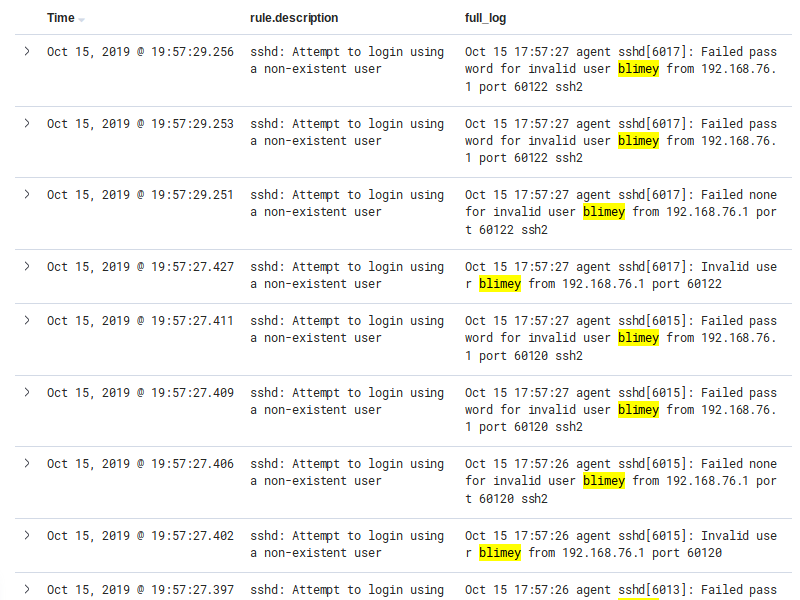 Time rule.description full_log
Oct 15, 2019 @ 19:57:29.256 sshd: Attempt to login using Oct 15 17:57:27 agent sshd[6017]: Failed pass
a non-existent user word for invalid user blimey from 192.168.76.
1 port 60122 ssh2
Oct 15, 2019 @ 19:57:29.253 sshd: Attempt to login using Oct 15 17:57:27 agent sshd[6017]: Failed pass
a non-existent user word for invalid user blimey from 192.168.76.
1 port 60122 ssh2
Oct 15, 2019 @ 19:57:29.251 sshd: Attempt to login using Oct 15 17:57:27 agent sshd[6017]: Failed none
a non-existent user for invalid user blimey from 192.168.76.1 por
t 60122 ssh2
Oct 15, 2019 @ 19:57:27.427 sshd: Attempt to login using Oct 15 17:57:27 agent sshd[6017]: Invalid use
a non-existent user r blimey from 192.168.76.1 port 60122
Oct 15, 2019 @ 19:57:27.411 sshd: Attempt to login using Oct 15 17:57:27 agent sshd[6015]: Failed pass
a non-existent user word for invalid user blimey from 192.168.76.
1 port 60120 ssh2
Oct 15, 2019 @ 19:57:27.409 sshd: Attempt to login using Oct 15 17:57:27 agent sshd[6015]: Failed pass
a non-existent user word for invalid user blimey from 192.168.76.
1 port 60120 ssh2
Oct 15, 2019 @ 19:57:27.406 sshd: Attempt to login using Oct 15 17:57:26 agent sshd[6015]: Failed none
a non-existent user for invalid user blimey from 192.168.76.1 por
t 60120 ssh2
Oct 15, 2019 @ 19:57:27.402 sshd: Attempt to login using Oct 15 17:57:26 agent sshd[6015]: Invalid use
a non-existent user r blimey from 192.168.76.1 port 60120
Oct 15, 2019 @ 19:57:27.397 sshd: Attempt to login using Oct 15 17:57:26 agent sshd[6013]: Failed pass